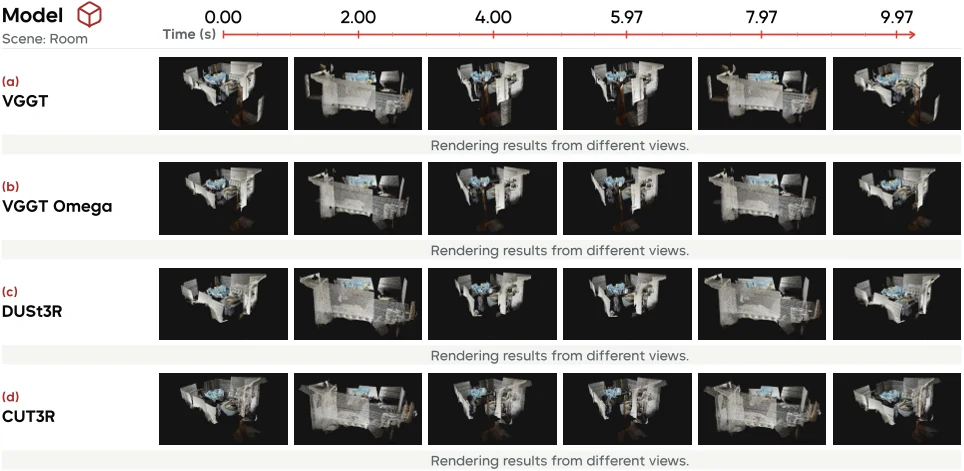 Model
Scene: Room
Time (s)
0.00 2.00 4.00 5.97 7.97 9.97
(a)
VGGT
Rendering results from different views.
(b)
VGGT Omega
Rendering results from different views.
(c)
DUSt3R
Rendering results from different views.
(d)
CUT3R
Rendering results from different views.